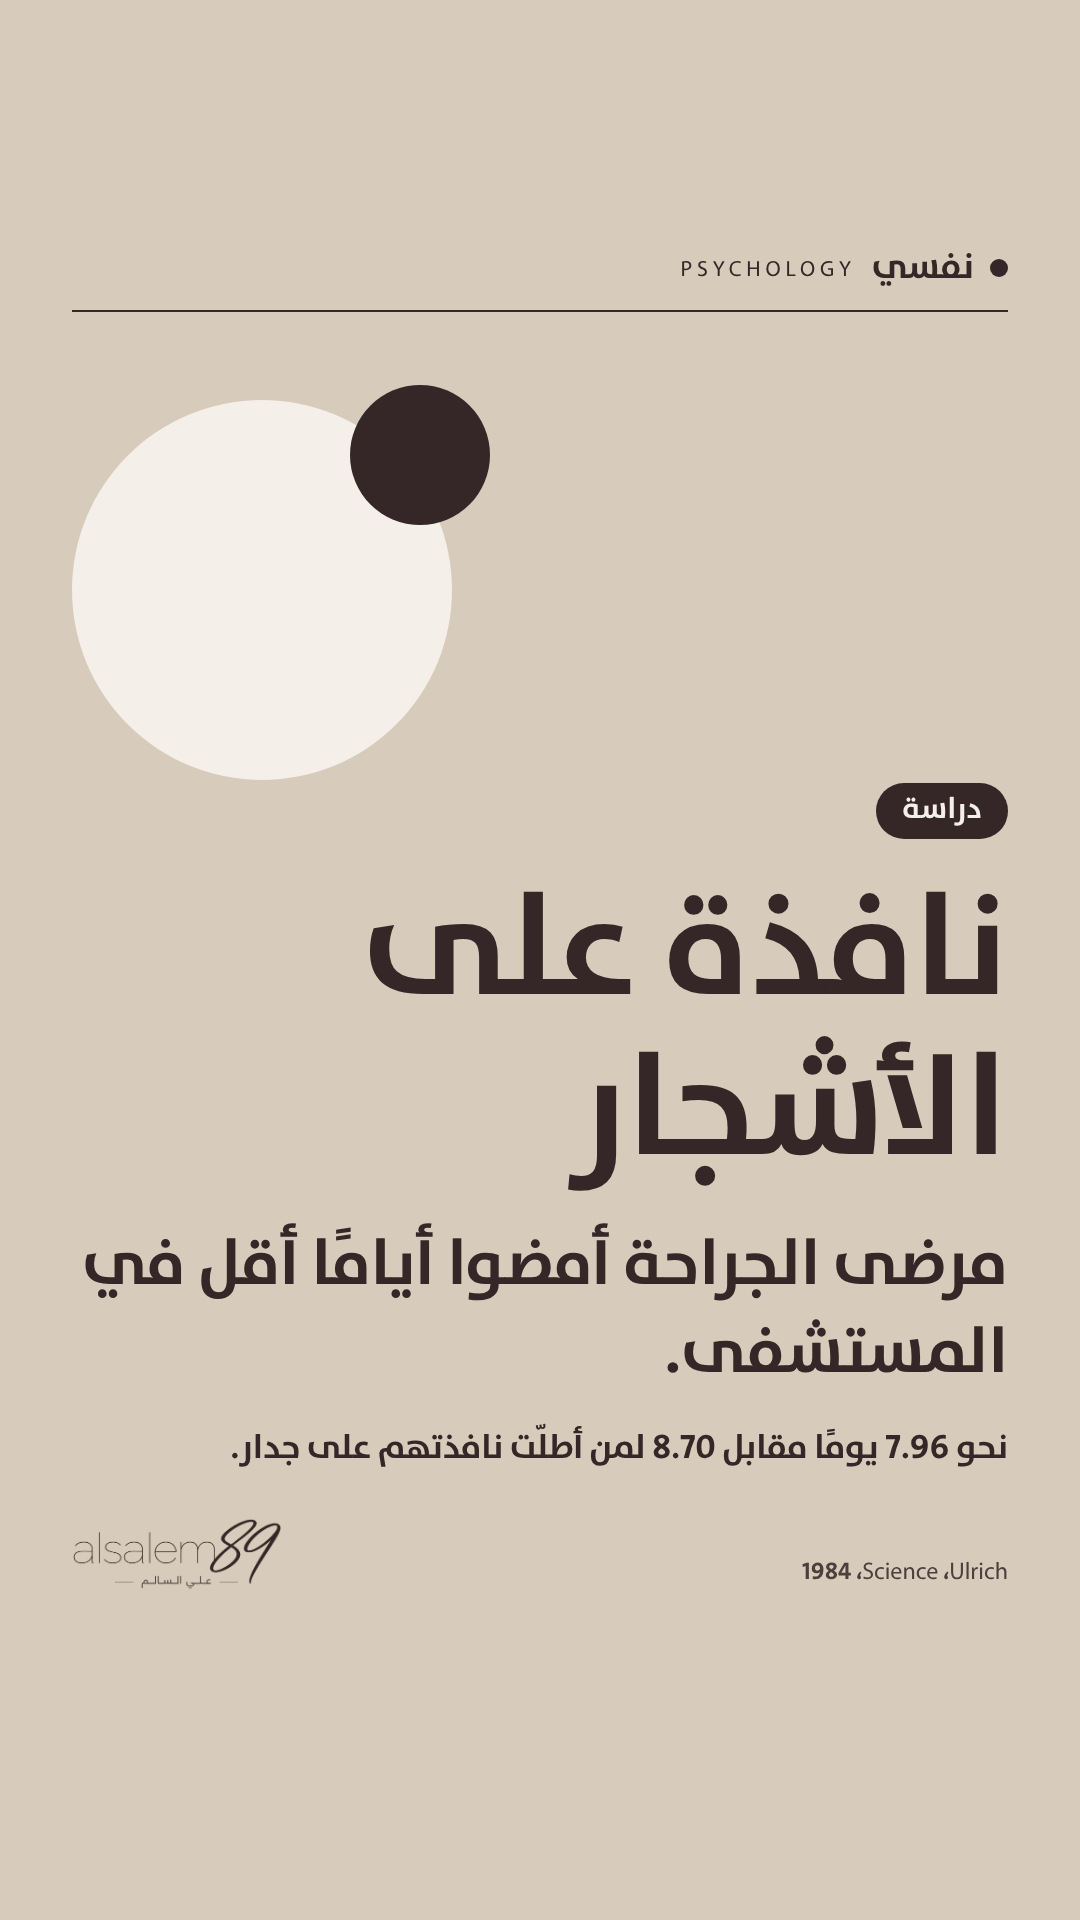 نفسي PSYCHOLOGY
دراسة
نافذة على
الأشجار
مرضى الجراحة أمضوا أيامًا أقل في
المستشفى.
نحو 7.96 يومًا مقابل 8.70 لمن أطلّت نافذتهم على جدار.
Ulrich، Science، 1984
alsalem89
علي السالم